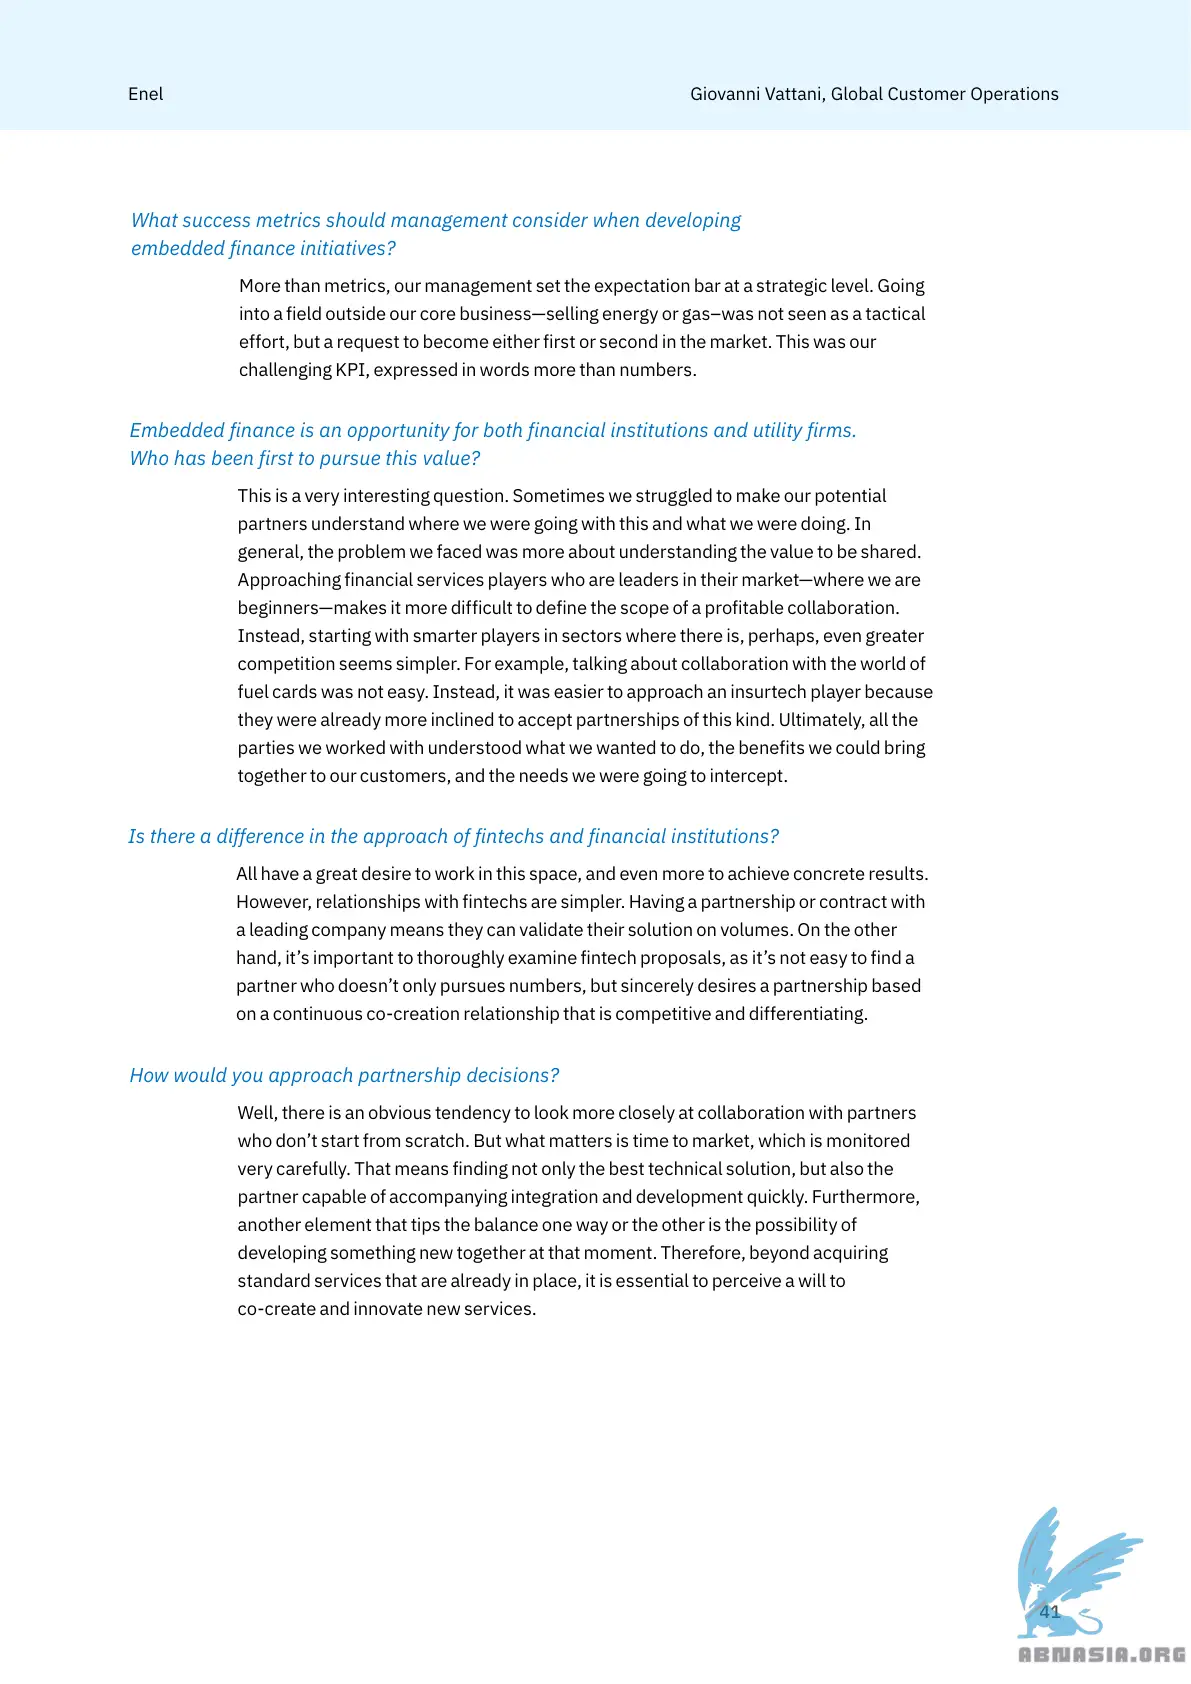 Enel
Giovanni Vattani, Global Customer Operations
What success metrics should management consider when developing
embedded finance initiatives?
More than metrics, our management set the expectation bar at a strategic level. Going
into a field outside our core business—selling energy or gas–was not seen as a tactical
effort, but a request to become either first or second in the market. This was our
challenging KPI, expressed in words more than numbers.
Embedded finance is an opportunity for both financial institutions and utility firms.
Who has been first to pursue this value?
This is a very interesting question. Sometimes we struggled to make our potential
partners understand where we were going with this and what we were doing. In
general, the problem we faced was more about understanding the value to be shared.
Approaching financial services players who are leaders in their market—where we are
beginners—makes it more difficult to define the scope of a profitable collaboration.
Instead, starting with smarter players in sectors where there is, perhaps, even greater
competition seems simpler. For example, talking about collaboration with the world of
fuel cards was not easy. Instead, it was easier to approach an insurtech player because
they were already more inclined to accept partnerships of this kind. Ultimately, all the
parties we worked with understood what we wanted to do, the benefits we could bring
together to our customers, and the needs we were going to intercept.
Is there a difference in the approach of fintechs and financial institutions?
All have a great desire to work in this space, and even more to achieve concrete results.
However, relationships with fintechs are simpler. Having a partnership or contract with
a leading company means they can validate their solution on volumes. On the other
hand, it’s important to thoroughly examine fintech proposals, as it’s not easy to find a
partner who doesn’t only pursues numbers, but sincerely desires a partnership based
on a continuous co-creation relationship that is competitive and differentiating.
How would you approach partnership decisions?
Well, there is an obvious tendency to look more closely at collaboration with partners
who don’t start from scratch. But what matters is time to market, which is monitored
very carefully. That means finding not only the best technical solution, but also the
partner capable of accompanying integration and development quickly. Furthermore,
another element that tips the balance one way or the other is the possibility of
developing something new together at that moment. Therefore, beyond acquiring
standard services that are already in place, it is essential to perceive a will to
co-create and innovate new services.
41
ABNASIA.ORG